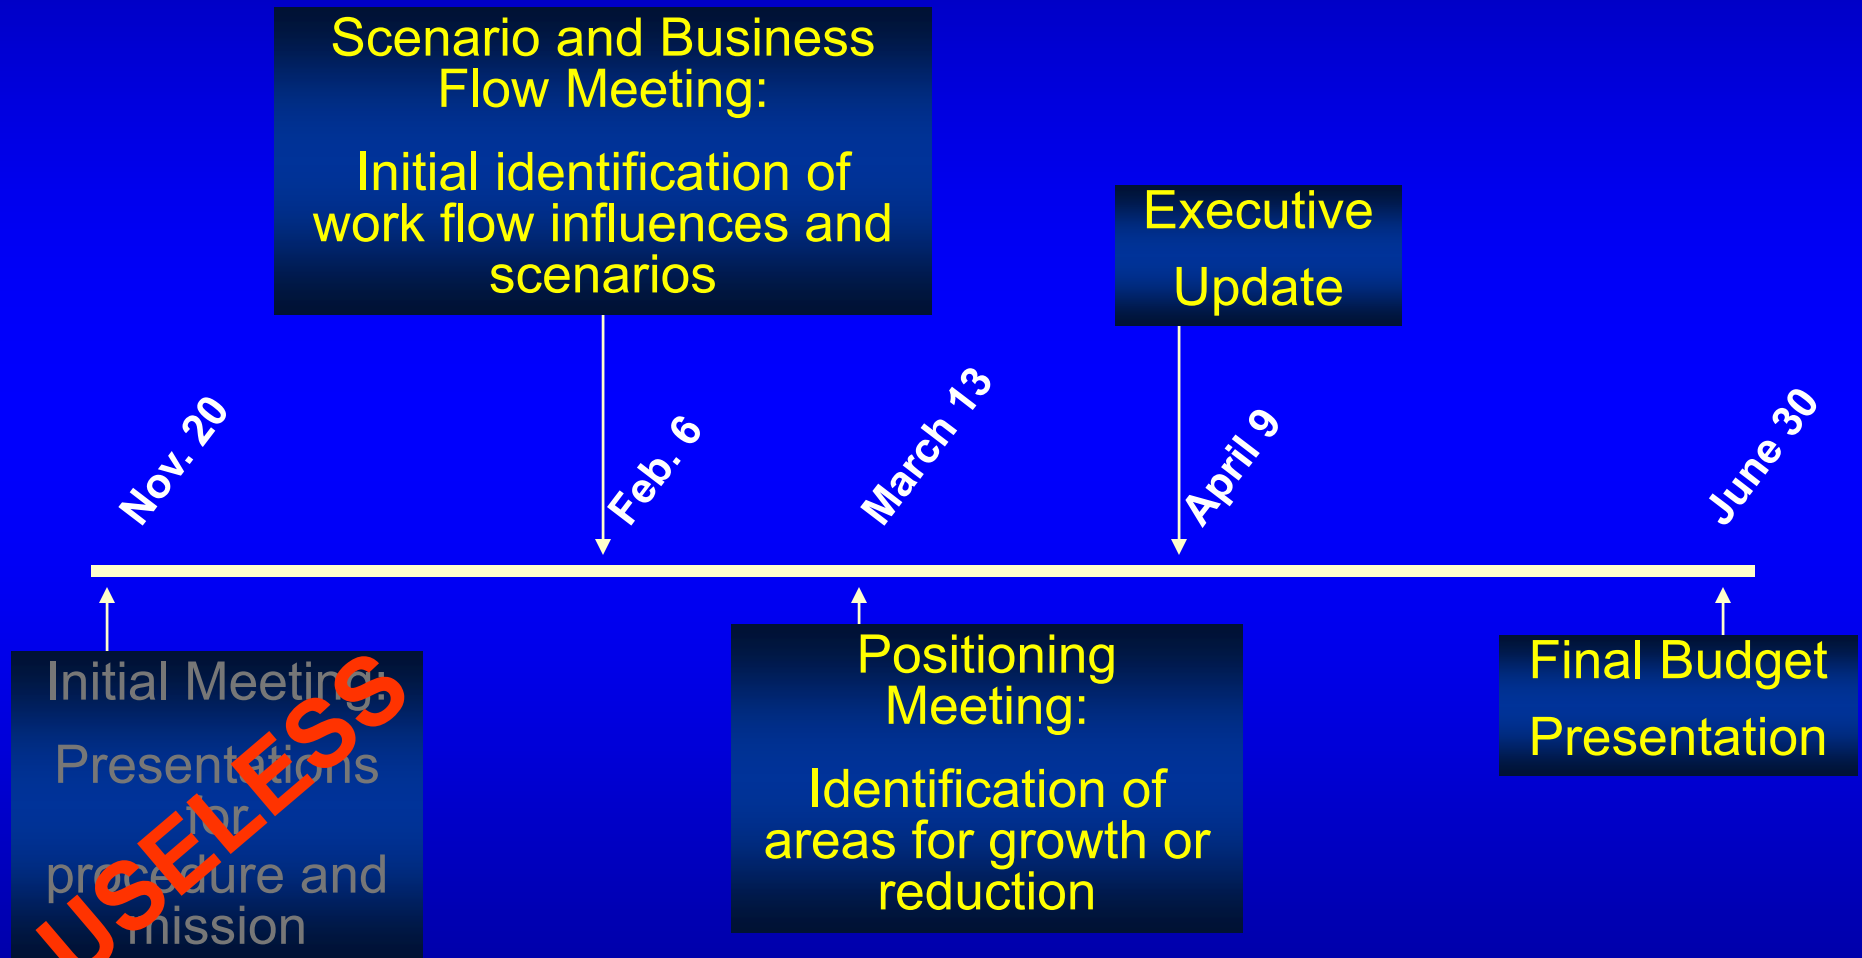 Scenario and Business
Flow Meeting:
Initial identification of
work flow influences and
scenarios
Executive
Update
Nov. 20
Feb. 6
March 13
April 9
June 30
Initial Meeting:
Presentations
for
procedure and
mission
USELESS
Positioning
Meeting:
Identification of
areas for growth or
reduction
Final Budget
Presentation